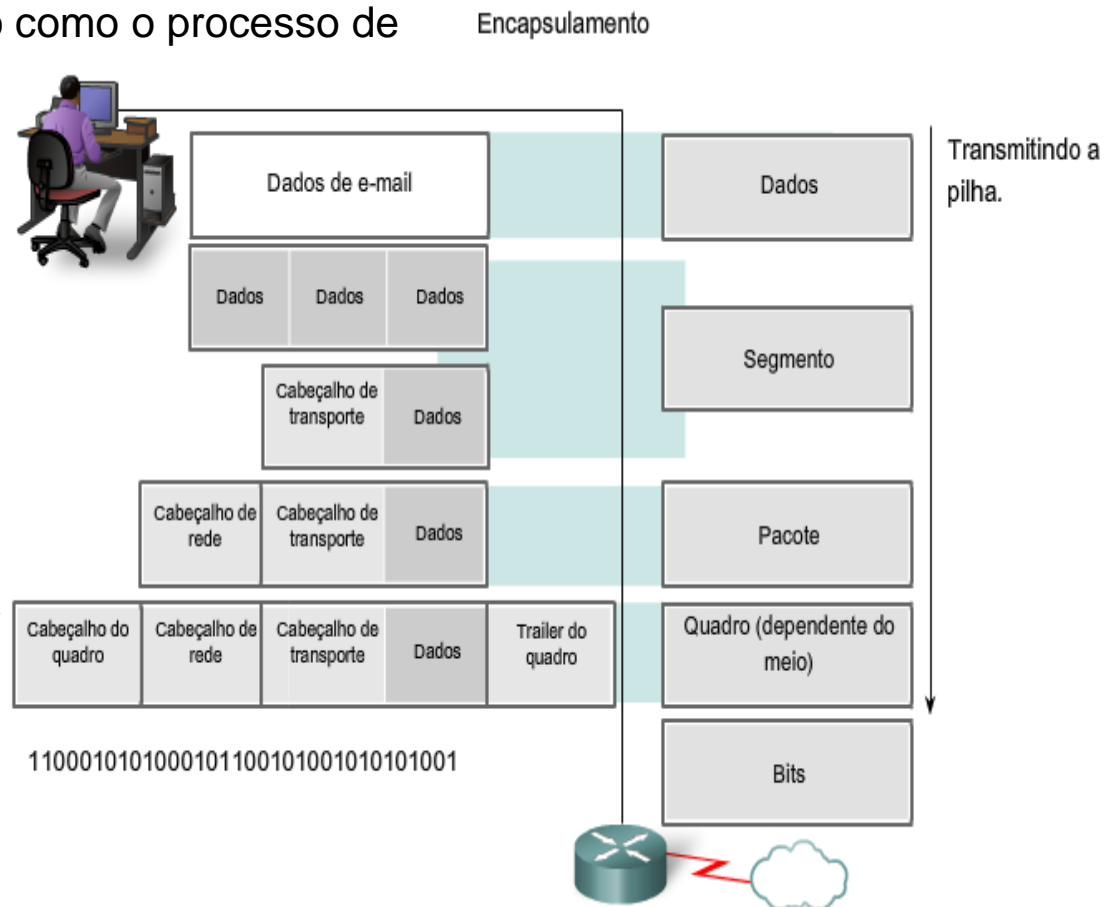 o como o processo de
Encapsulamento
Transmitindo a
pilha.
Dados de e-mail
Dados
Dados
Dados
Dados
Segmento
Cabeçalho de
transporte
Dados
Cabeçalho de
rede
Cabeçalho de
transporte
Dados
Pacote
Cabeçalho do
quadro
Cabeçalho de
rede
Cabeçalho de
transporte
Dados
Trailer do
quadro
Quadro (dependente do
meio)
1100010101000101100101001010101001
Bits